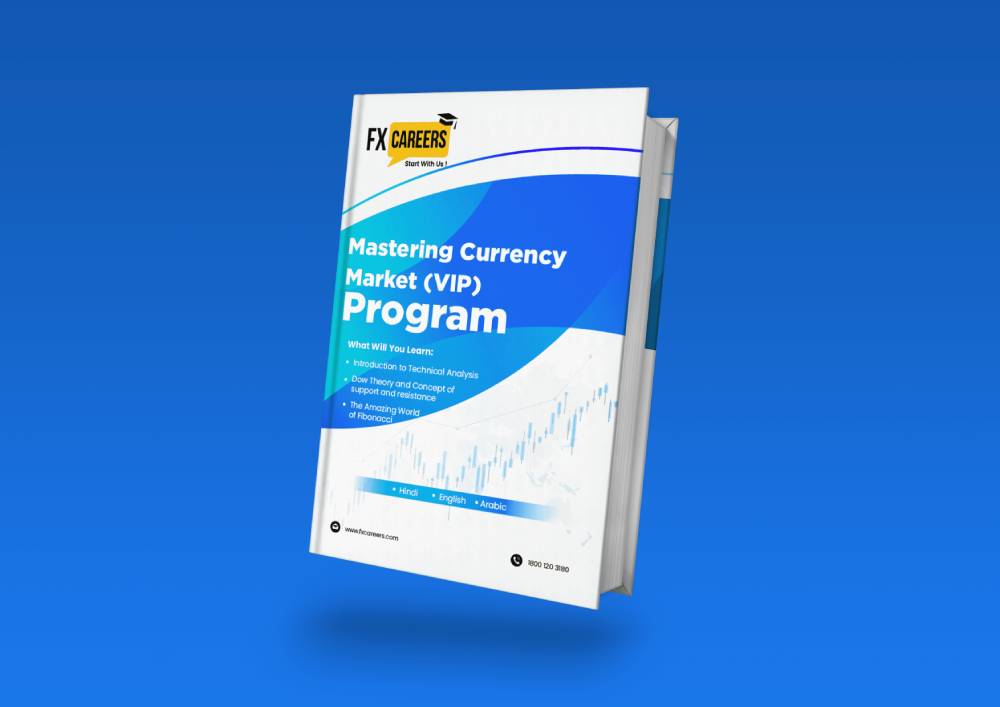 FX CAREERS
Start With Us !
Mastering Currency
Market (VIP)
Program
What Will You Learn:
• Introduction to Technical Analysis
• Dow Theory and Concept of
support and resistance
• The Amazing World
of Fibonacci
• Hindi • English • Arabic
www.fxcareers.com
1800 120 3180